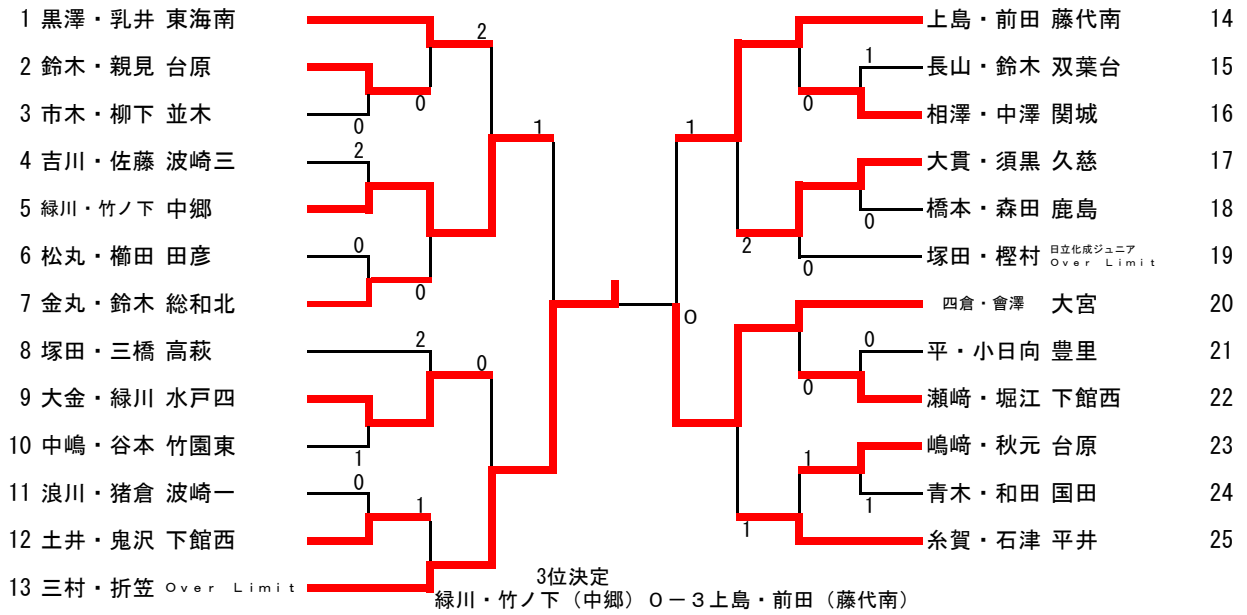 1 黒澤・乳井 東海南
2 鈴木・親見 台原
3 市木・柳下 並木
4 吉川・佐藤 波崎三
5 緑川・竹ノ下 中郷
6 松丸・櫛田 田彦
7 金丸・鈴木 総和北
8 塚田・三橋 高萩
9 大金・緑川 水戸四
10 中嶋・谷本 竹園東
11 浪川・猪倉 波崎一
12 土井・鬼沢 下館西
13 三村・折笠 Over Limit
2
0
0
2
0
0
1
2
0
1
0
1
上島・前田 藤代南 14
長山・鈴木 双葉台 15
相澤・中澤 関城 16
大貫・須黒 久慈 17
橋本・森田 鹿島 18
塚田・樫村 日立化成ジュニア Over Limit 19
四倉・會澤 大宮 20
平・小日向 豊里 21
瀬﨑・堀江 下館西 22
嶋﨑・秋元 台原 23
青木・和田 国田 24
糸賀・石津 平井 25
1
0
1
0
2
0
0
0
0
1
1
1
3位決定
緑川・竹ノ下（中郷）０－３上島・前田（藤代南）